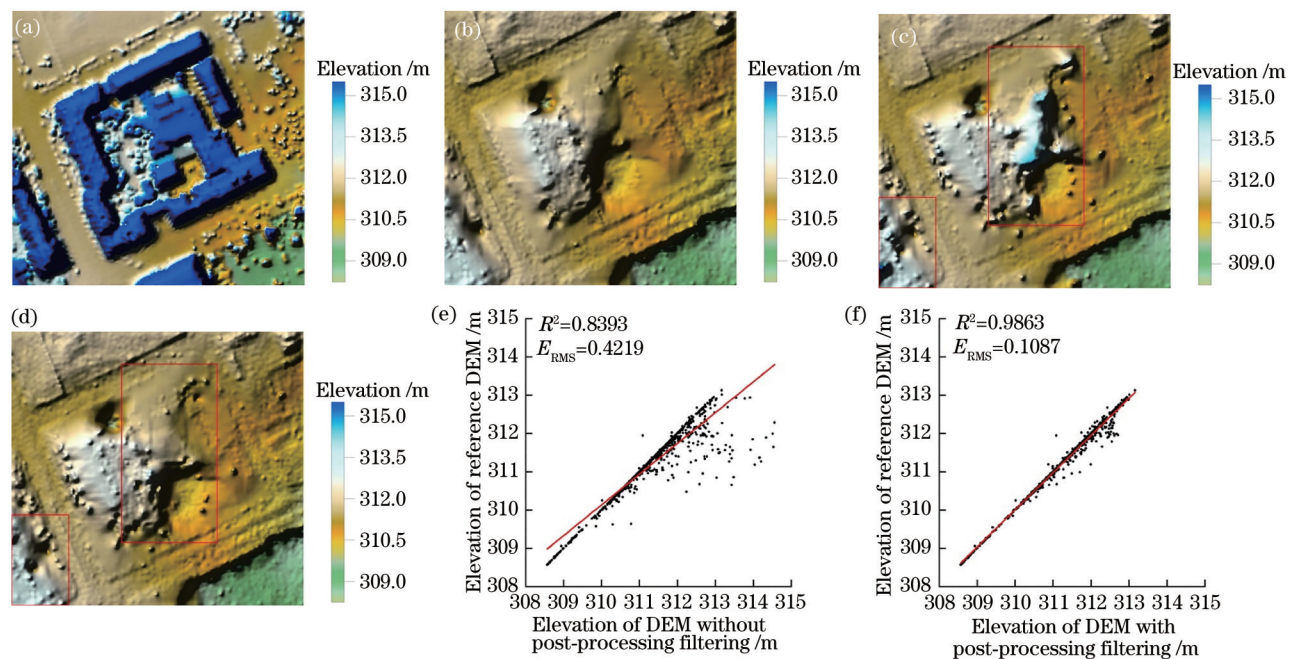 (a)
Elevation /m
315.0
313.5
312.0
310.5
309.0
(b)
Elevation /m
315.0
313.5
312.0
310.5
309.0
(c)
Elevation /m
315.0
313.5
312.0
310.5
309.0
(d)
Elevation /m
315.0
313.5
312.0
310.5
309.0
(e)
R²=0.8393
E_RMS=0.4219
Elevation of reference DEM /m
315
314
313
312
311
310
309
308
308 309 310 311 312 313 314 315
Elevation of DEM without
post-processing filtering /m
(f)
R²=0.9863
E_RMS=0.1087
Elevation of reference DEM /m
315
314
313
312
311
310
309
308
308 309 310 311 312 313 314 315
Elevation of DEM with
post-processing filtering /m